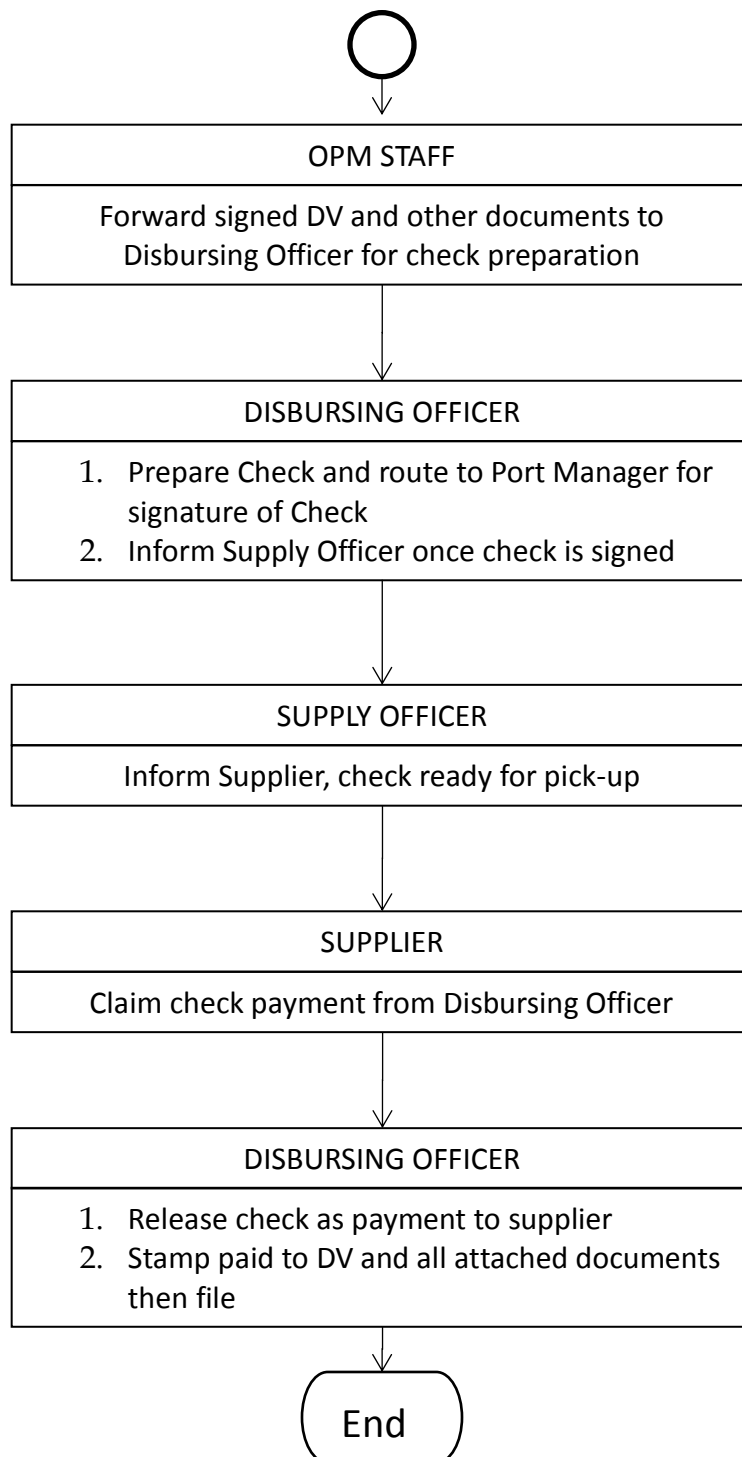 OPM STAFF
Forward signed DV and other documents to
Disbursing Officer for check preparation
DISBURSING OFFICER
1. Prepare Check and route to Port Manager for
signature of Check
2. Inform Supply Officer once check is signed
SUPPLY OFFICER
Inform Supplier, check ready for pick-up
SUPPLIER
Claim check payment from Disbursing Officer
DISBURSING OFFICER
1. Release check as payment to supplier
2. Stamp paid to DV and all attached documents
then file
End